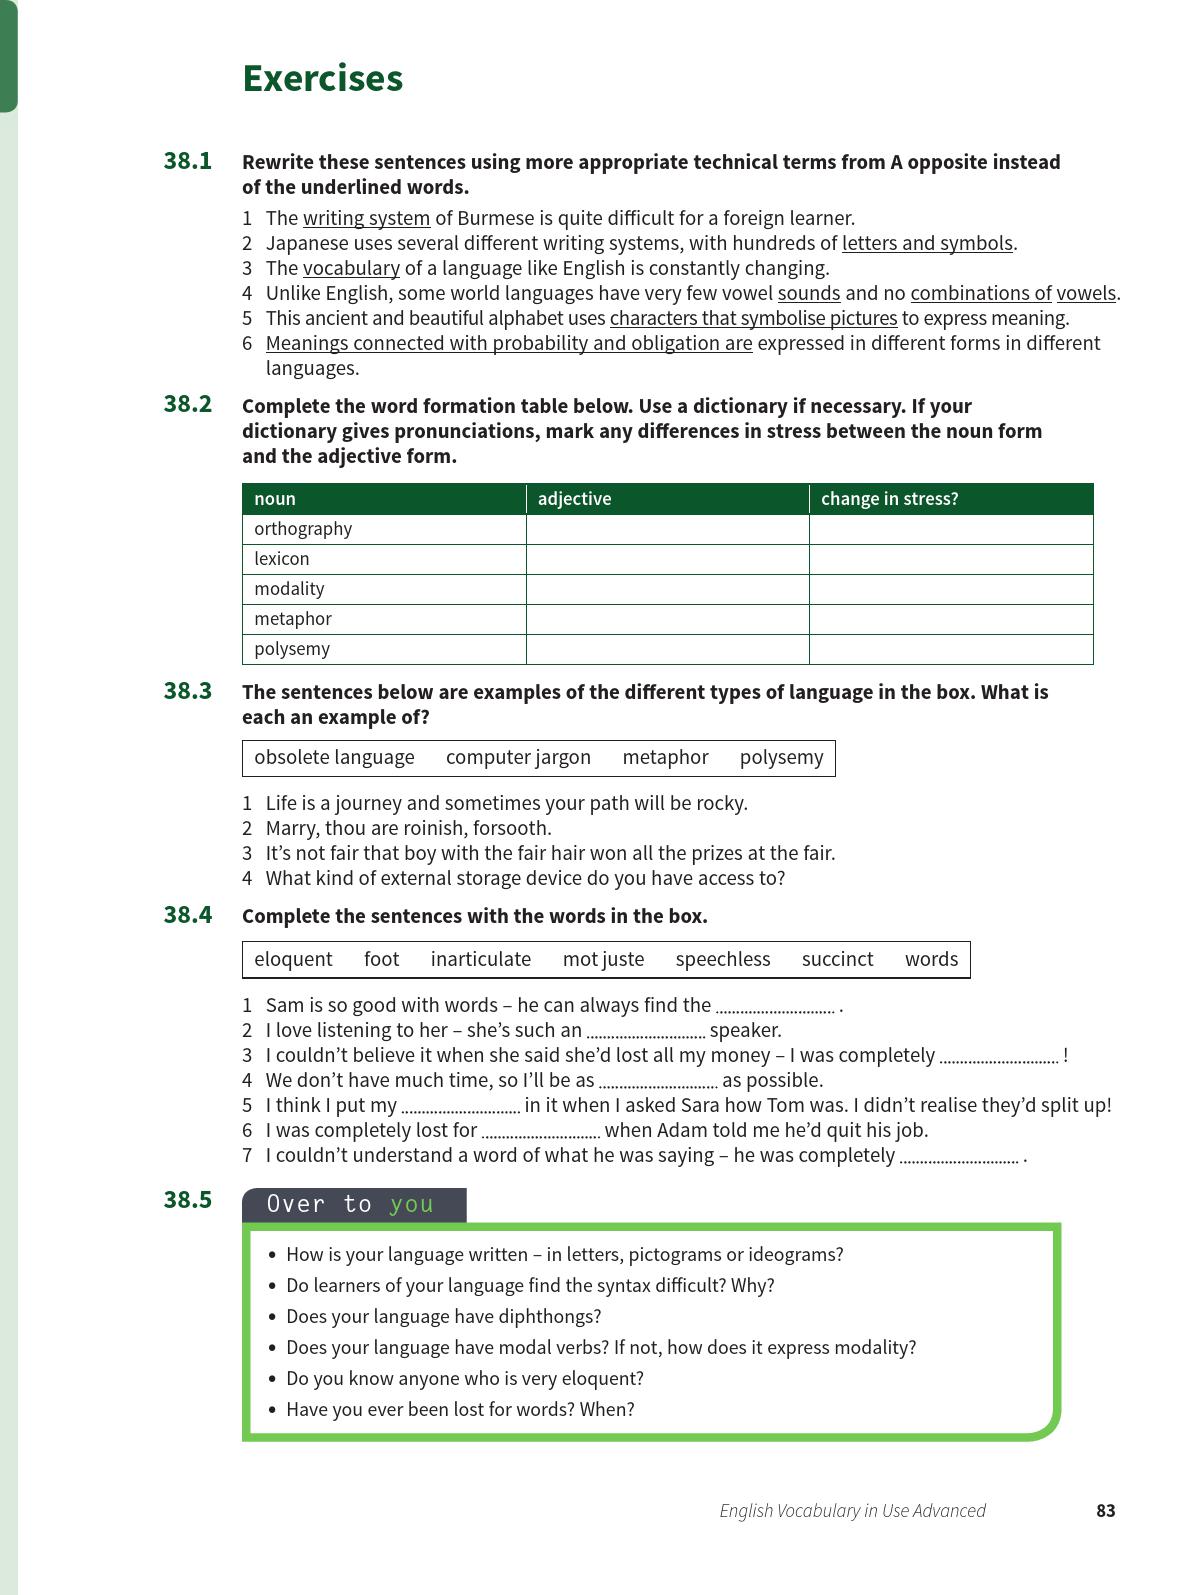 Exercises
38.1 Rewrite these sentences using more appropriate technical terms from A opposite instead
of the underlined words.
1 The writing system of Burmese is quite difficult for a foreign learner.
2 Japanese uses several different writing systems, with hundreds of letters and symbols.
3 The vocabulary of a language like English is constantly changing.
4 Unlike English, some world languages have very few vowel sounds and no combinations of vowels.
5 This ancient and beautiful alphabet uses characters that symbolise pictures to express meaning.
6 Meanings connected with probability and obligation are expressed in different forms in different
languages.
38.2 Complete the word formation table below. Use a dictionary if necessary. If your
dictionary gives pronunciations, mark any differences in stress between the noun form
and the adjective form.
noun adjective change in stress?
orthography
lexicon
modality
metaphor
polysemy
38.3 The sentences below are examples of the different types of language in the box. What is
each an example of?
obsolete language computer jargon metaphor polysemy
1 Life is a journey and sometimes your path will be rocky.
2 Marry, thou are roinish, forsooth.
3 It’s not fair that boy with the fair hair won all the prizes at the fair.
4 What kind of external storage device do you have access to?
38.4 Complete the sentences with the words in the box.
eloquent foot inarticulate mot juste speechless succinct words
1 Sam is so good with words – he can always find the ............................ .
2 I love listening to her – she’s such an ............................ speaker.
3 I couldn’t believe it when she said she’d lost all my money – I was completely ............................ !
4 We don’t have much time, so I’ll be as ............................ as possible.
5 I think I put my ............................ in it when I asked Sara how Tom was. I didn’t realise they’d split up!
6 I was completely lost for ............................ when Adam told me he’d quit his job.
7 I couldn’t understand a word of what he was saying – he was completely ............................ .
38.5 Over to you
• How is your language written – in letters, pictograms or ideograms?
• Do learners of your language find the syntax difficult? Why?
• Does your language have diphthongs?
• Does your language have modal verbs? If not, how does it express modality?
• Do you know anyone who is very eloquent?
• Have you ever been lost for words? When?
English Vocabulary in Use Advanced 83